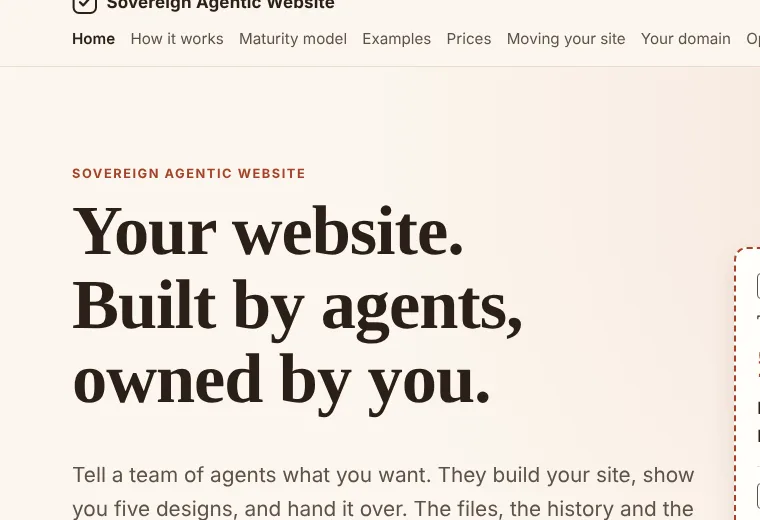 Sovereign Agentic Website
Home How it works Maturity model Examples Prices Moving your site Your domain
SOVEREIGN AGENTIC WEBSITE
Your website.
Built by agents,
owned by you.
Tell a team of agents what you want. They build your site, show
you five designs, and hand it over. The files, the history and the